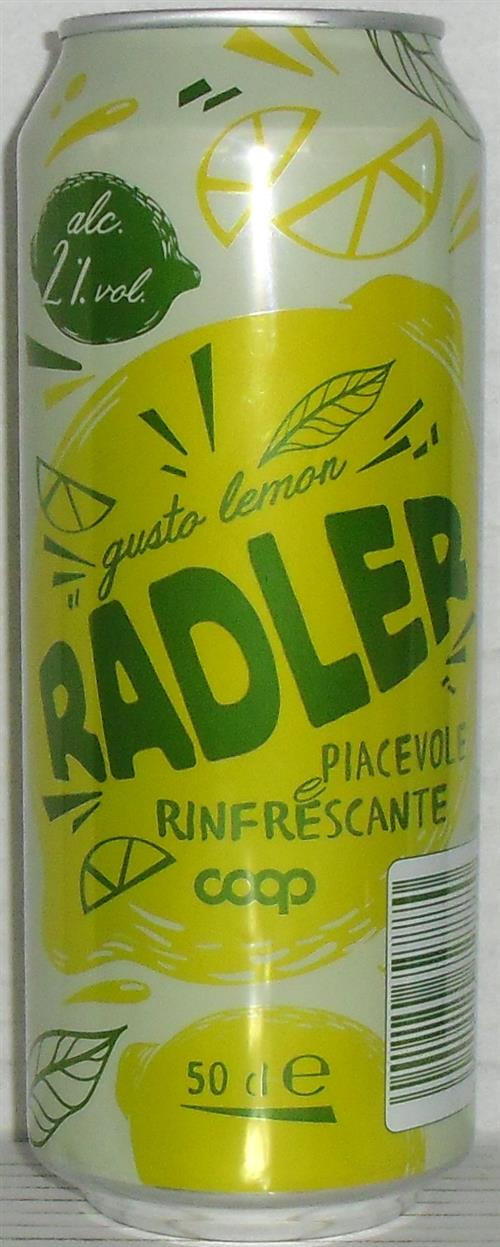 alc.
2% vol.
gusto lemon
RADLER
PIACEVOLE
e
RINFRESCANTE
coop
50 cl e